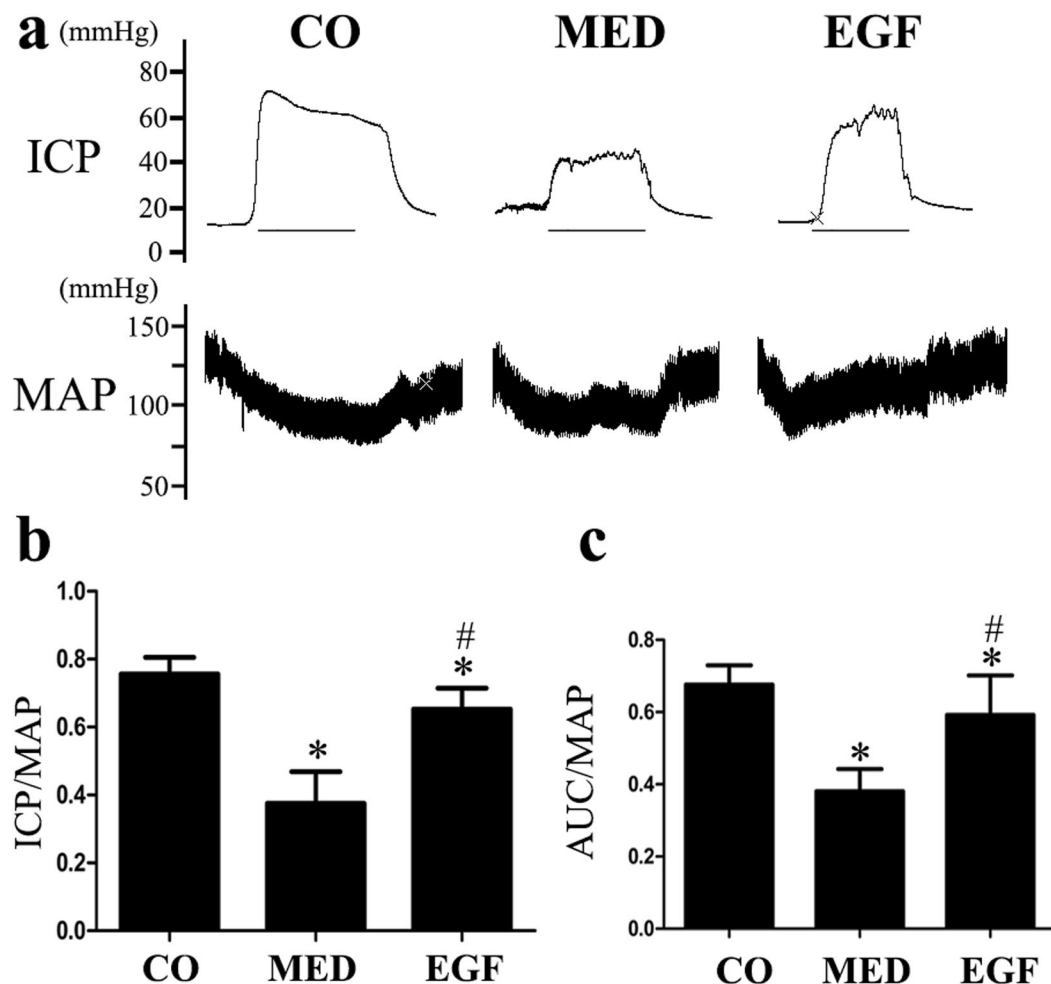 a (mmHg) CO MED EGF
80
60
ICP
40
20
0
(mmHg)
150
MAP
100
50
b
c
1.0
0.8
0.6
0.4
0.2
0.0
ICP/MAP
*
#
*
CO MED EGF
0.8
0.6
0.4
0.2
0.0
AUC/MAP
*
#
*
CO MED EGF